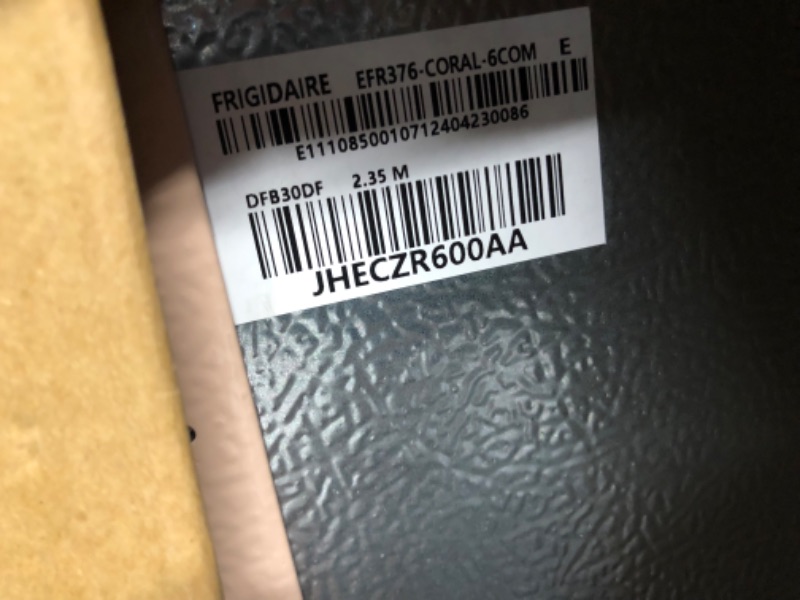 FRIGIDAIRE EFR376-CORAL-6COM E
E1110850010712404230086
DFB30DF 2.35 M
JHECZR600AA